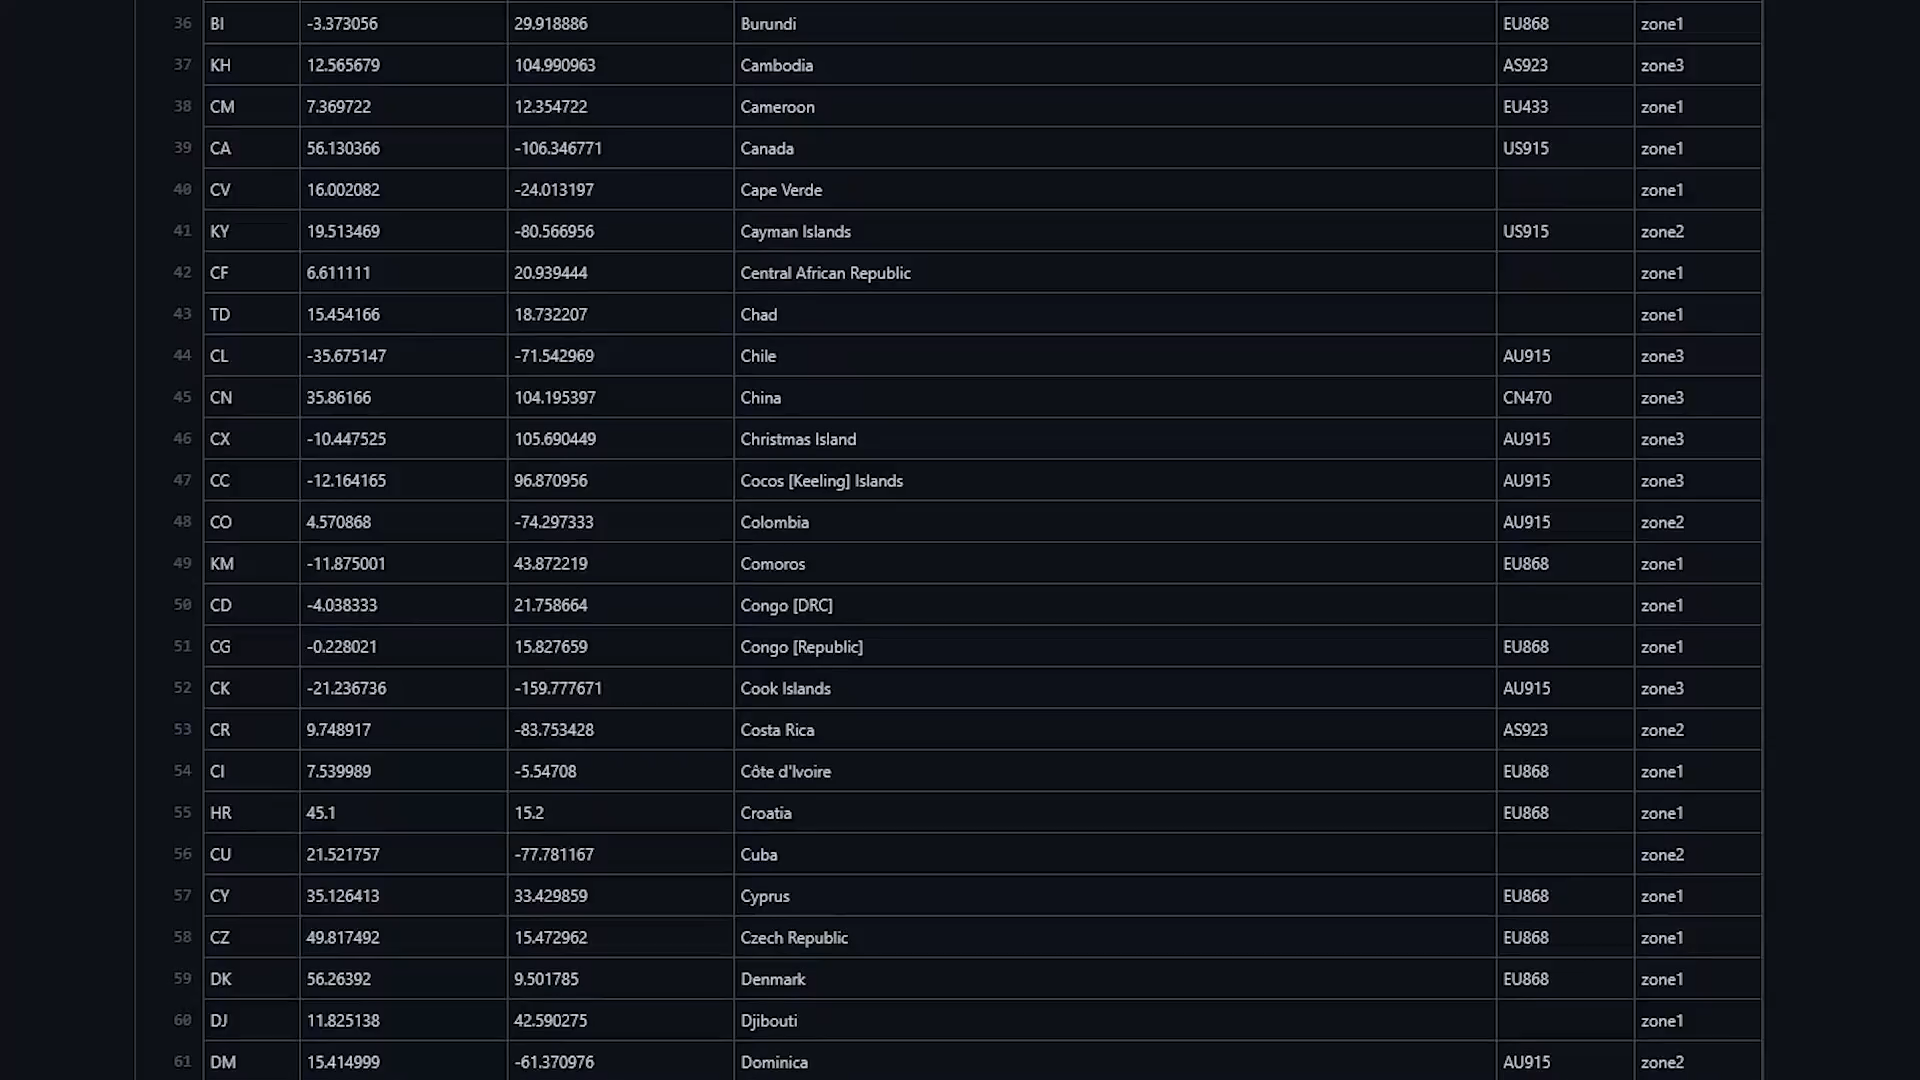 36 BI -3.373056 29.918886 Burundi EU868 zone1
37 KH 12.565679 104.990963 Cambodia AS923 zone3
38 CM 7.369722 12.354722 Cameroon EU433 zone1
39 CA 56.130366 -106.346771 Canada US915 zone1
40 CV 16.002082 -24.013197 Cape Verde zone1
41 KY 19.513469 -80.566956 Cayman Islands US915 zone2
42 CF 6.611111 20.939444 Central African Republic zone1
43 TD 15.454166 18.732207 Chad zone1
44 CL -35.675147 -71.542969 Chile AU915 zone3
45 CN 35.86166 104.195397 China CN470 zone3
46 CX -10.447525 105.690449 Christmas Island AU915 zone3
47 CC -12.164165 96.870956 Cocos [Keeling] Islands AU915 zone3
48 CO 4.570868 -74.297333 Colombia AU915 zone2
49 KM -11.875001 43.872219 Comoros EU868 zone1
50 CD -4.038333 21.758664 Congo [DRC] zone1
51 CG -0.228021 15.827659 Congo [Republic] EU868 zone1
52 CK -21.236736 -159.777671 Cook Islands AU915 zone3
53 CR 9.748917 -83.753428 Costa Rica AS923 zone2
54 CI 7.539989 -5.54708 Côte d'Ivoire EU868 zone1
55 HR 45.1 15.2 Croatia EU868 zone1
56 CU 21.521757 -77.781167 Cuba zone2
57 CY 35.126413 33.429859 Cyprus EU868 zone1
58 CZ 49.817492 15.472962 Czech Republic EU868 zone1
59 DK 56.26392 9.501785 Denmark EU868 zone1
60 DJ 11.825138 42.590275 Djibouti zone1
61 DM 15.414999 -61.370976 Dominica AU915 zone2